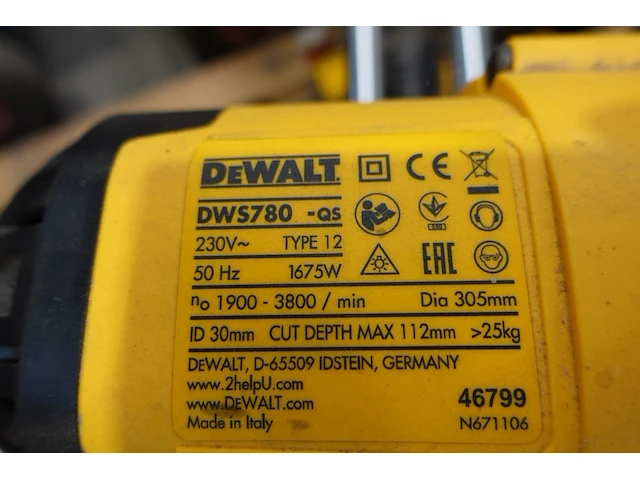 DEWALT CE
DWS780 -QS
230V~ TYPE 12
50 Hz 1675W
EAC
no 1900 - 3800 / min Dia 305mm
ID 30mm CUT DEPTH MAX 112mm >25kg
DEWALT, D-65509 IDSTEIN, GERMANY
www.2helpU.com
www.DEWALT.com 46799
Made in Italy N671106